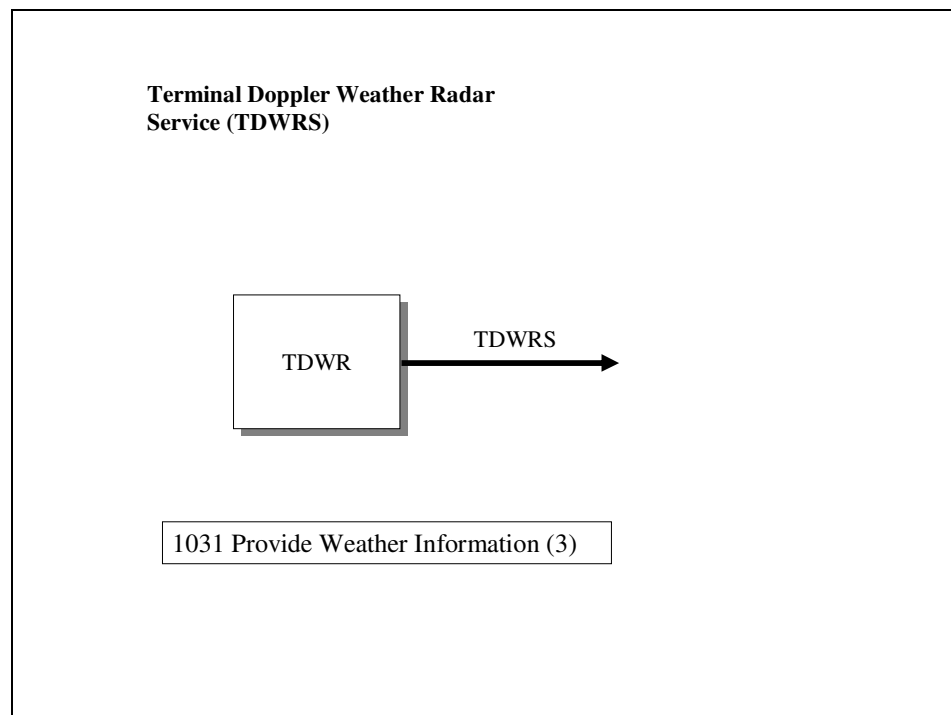 Terminal Doppler Weather Radar
Service (TDWRS)
TDWRS
TDWR
1031 Provide Weather Information (3)